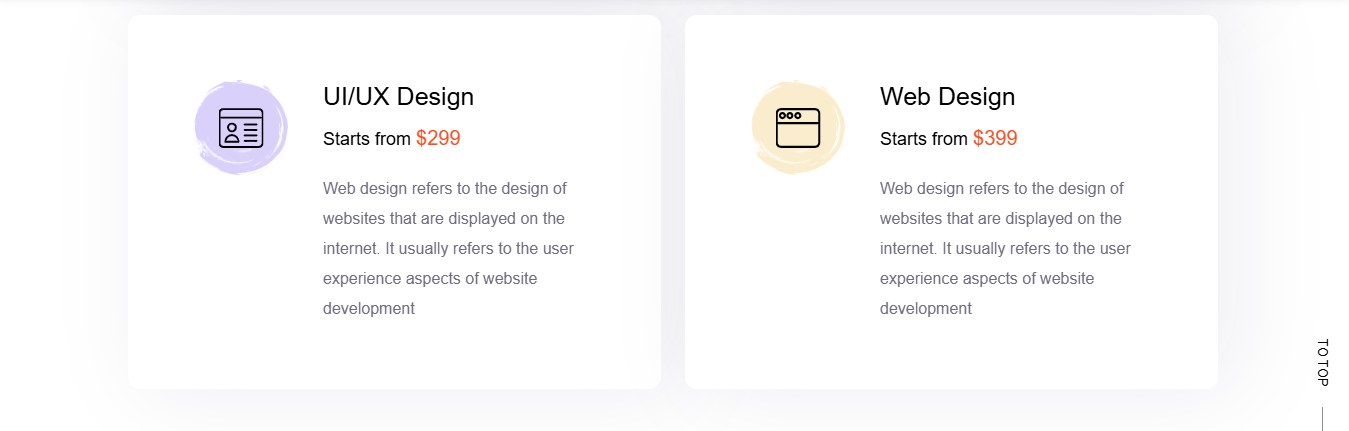 UI/UX Design
Starts from $299
Web design refers to the design of
websites that are displayed on the
internet. It usually refers to the user
experience aspects of website
development
Web Design
Starts from $399
Web design refers to the design of
websites that are displayed on the
internet. It usually refers to the user
experience aspects of website
development
TO TOP